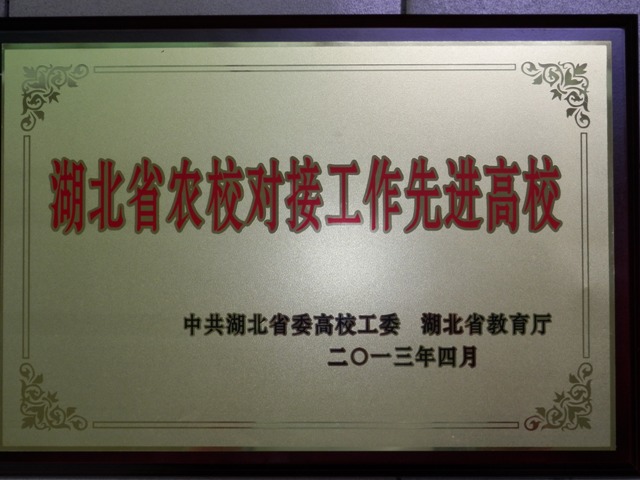 湖北省农校对接工作先进高校
中共湖北省委高校工委 湖北省教育厅
二〇一三年四月